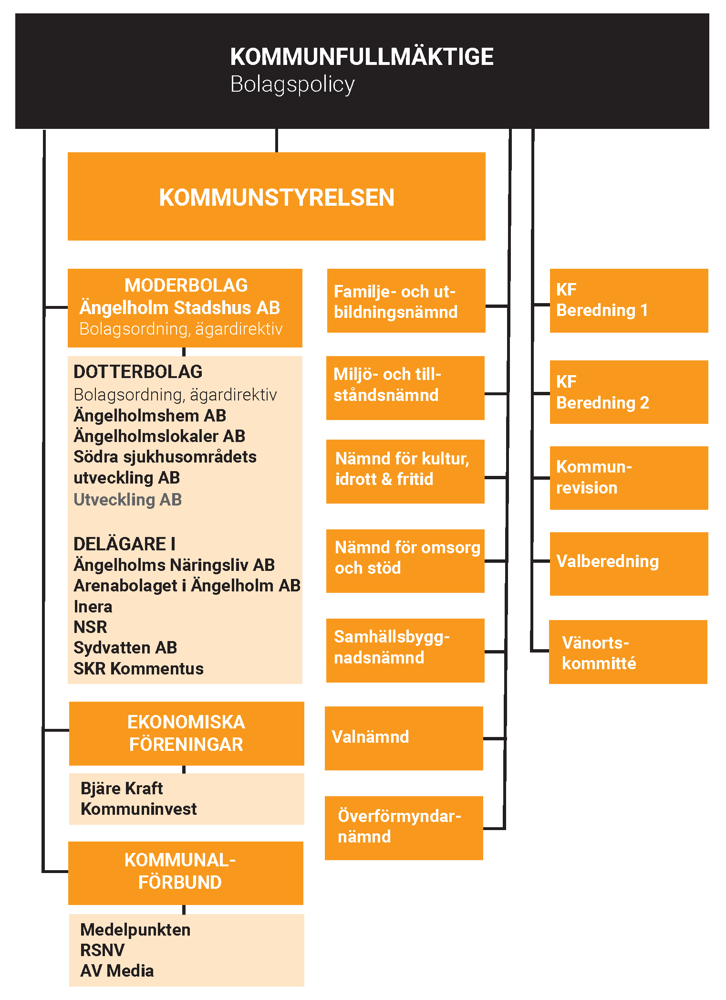 KOMMUNFULLMÄKTIGE
Bolagspolicy
KOMMUNSTYRELSEN
MODERBOLAG
Ängelholm Stadshus AB
Bolagsordning, ägardirektiv
DOTTERBOLAG
Bolagsordning, ägardirektiv
Ängelholmshem AB
Ängelholmslokaler AB
Södra sjukhusområdets
utveckling AB
Utveckling AB
DELÄGARE I
Ängelholms Näringsliv AB
Arenabolaget i Ängelholm AB
Inera
NSR
Sydvatten AB
SKR Kommentus
EKONOMISKA
FÖRENINGAR
Bjäre Kraft
Kommuninvest
KOMMUNAL-
FÖRBUND
Medelpunkten
RSNV
AV Media
Familje- och ut-
bildningsnämnd
Miljö- och till-
ståndsnämnd
Nämnd för kultur,
idrott & fritid
Nämnd för omsorg
och stöd
Samhällsbygg-
nadsnämnd
Valnämnd
Överförmyndar-
nämnd
KF
Beredning 1
KF
Beredning 2
Kommun-
revision
Valberedning
Vänorts-
kommitté